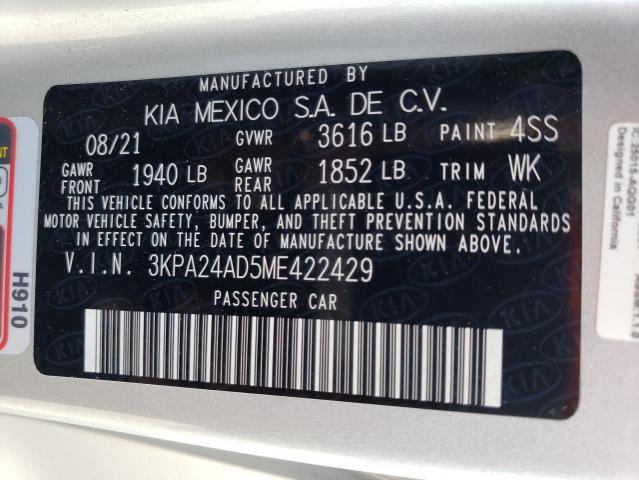 MANUFACTURED BY
KIA MEXICO S.A. DE C.V.
08/21 GVWR 3616 LB PAINT 4SS
GAWR FRONT 1940 LB GAWR REAR 1852 LB TRIM WK
THIS VEHICLE CONFORMS TO ALL APPLICABLE U.S.A. FEDERAL
MOTOR VEHICLE SAFETY, BUMPER, AND THEFT PREVENTION STANDARDS
IN EFFECT ON THE DATE OF MANUFACTURE SHOWN ABOVE.
V.I.N. 3KPA24AD5ME422429
PASSENGER CAR
H910
Designed in California